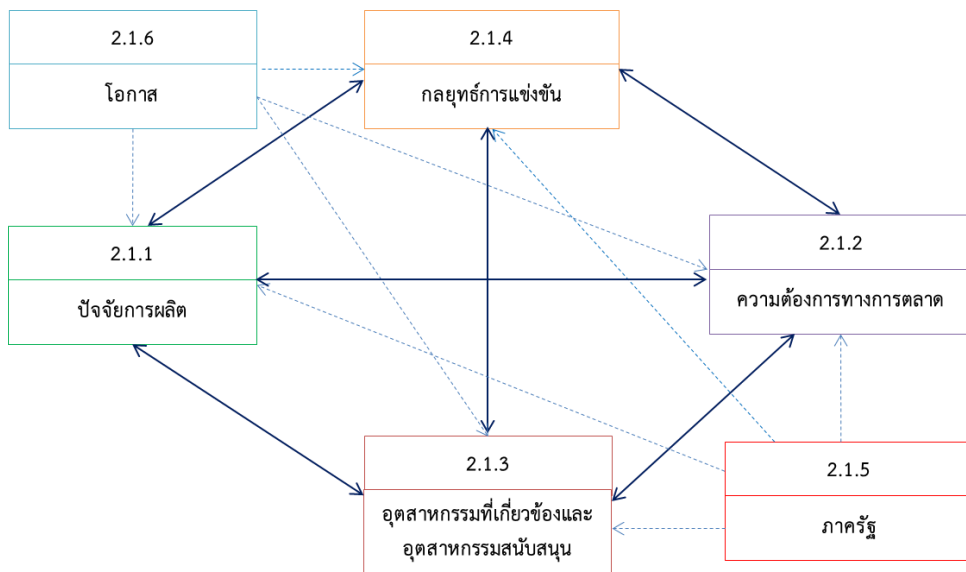 2.1.6
โอกาส
2.1.4
กลยุทธ์การแข่งขัน
2.1.1
ปัจจัยการผลิต
2.1.2
ความต้องการทางการตลาด
2.1.3
อุตสาหกรรมที่เกี่ยวข้องและ
อุตสาหกรรมสนับสนุน
2.1.5
ภาครัฐ